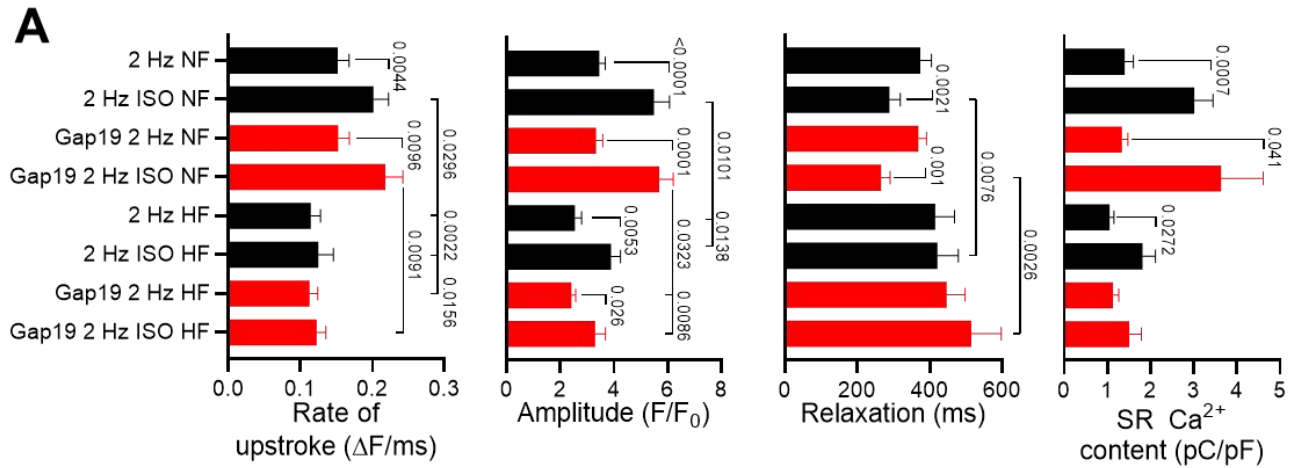 A
2 Hz NF
2 Hz ISO NF
Gap19 2 Hz NF
Gap19 2 Hz ISO NF
2 Hz HF
2 Hz ISO HF
Gap19 2 Hz HF
Gap19 2 Hz ISO HF
0.0044
0.0096
0.0296
0.0022
0.0091
0.0156
0.0 0.1 0.2 0.3
Rate of
upstroke (ΔF/ms)
<0.0001
0.0001
0.0101
0.0053
0.0138
0.0323
0.026
0.0086
0 2 4 6 8
Amplitude (F/F₀)
0.0021
0.001
0.0076
0.0026
0 200 400 600
Relaxation (ms)
0.0007
0.041
0.0272
0 1 2 3 4 5
SR Ca²⁺
content (pC/pF)